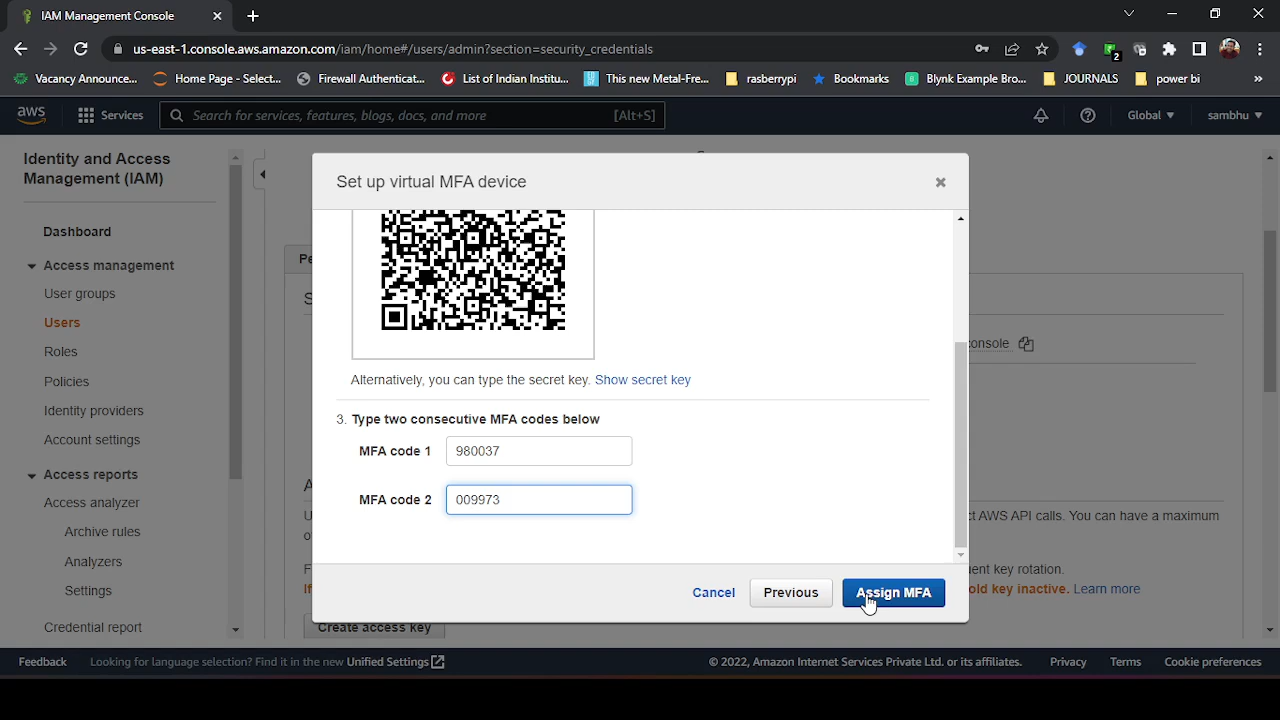 IAM Management Console
us-east-1.console.aws.amazon.com/iam/home#/users/admin?section=security_credentials
2
Vacancy Announce...
Home Page - Select...
Firewall Authenticat...
List of Indian Institu...
This new Metal-Fre...
rasberrypi
Bookmarks
Blynk Example Bro...
JOURNALS
power bi
»
aws
Services
Search for services, features, blogs, docs, and more
[Alt+S]
Global
sambhu
Identity and Access
Management (IAM)
Dashboard
Access management
User groups
Users
Roles
Policies
Identity providers
Account settings
Access reports
Access analyzer
Archive rules
Analyzers
Settings
Credential report
Set up virtual MFA device
Alternatively, you can type the secret key. Show secret key
3. Type two consecutive MFA codes below
MFA code 1
980037
MFA code 2
009973
Cancel
Previous
Assign MFA
Pe
S
console
A
U
t AWS API calls. You can have a maximum
o
F
ent key rotation.
If
old key inactive. Learn more
Create access key
Feedback
Looking for language selection? Find it in the new Unified Settings
© 2022, Amazon Internet Services Private Ltd. or its affiliates.
Privacy
Terms
Cookie preferences